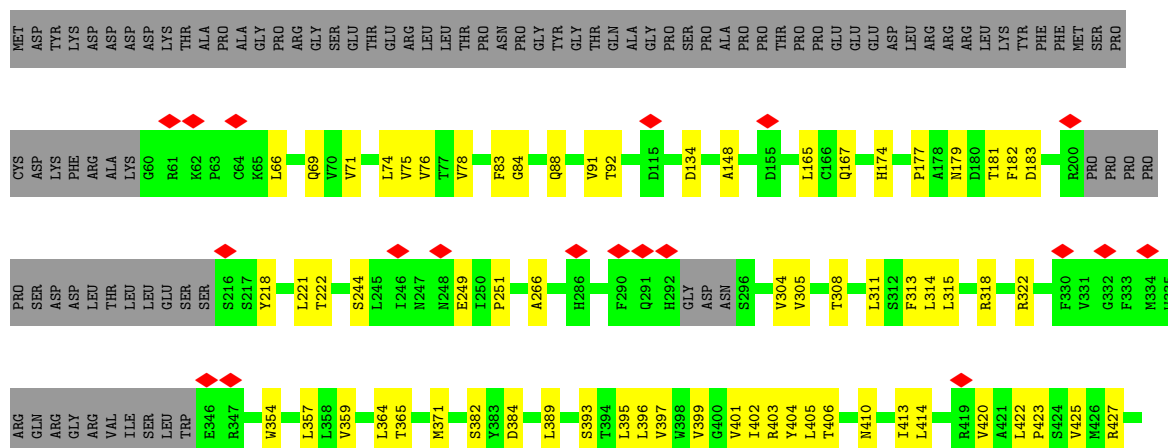 MET ASP TYR LYS ASP ASP ASP ASP LYS THR ALA PRO ALA GLY PRO ARG GLY SER GLU THR GLU ARG LEU LEU THR PRO ASN PRO GLY TYR GLY THR GLN ALA GLY PRO SER PRO ALA PRO PRO THR PRO PRO GLU GLU GLU ASP LEU ARG ARG ARG LEU LYS TYR PHE PHE MET SER PRO
CYS ASP LYS PHE ARG ALA LYS G60 R61 K62 P63 C64 K65 L66 Q69 V70 V71 L74 V75 V76 T77 V78 F83 G84 Q88 V91 T92 D115 D134 A148 D155 L165 C166 Q167 H174 P177 A178 N179 D180 T181 F182 D183 R200 PRO PRO PRO PRO
PRO SER ASP ASP LEU THR LEU LEU GLU SER SER S216 S217 Y218 L221 T222 S244 L245 I246 N247 N248 E249 I250 P251 A266 H286 F290 Q291 H292 GLY ASP ASN S296 V304 V305 T308 L311 S312 F313 L314 L315 R318 R322 F330 V331 G332 F333 M334
ARG GLN ARG GLY ARG VAL ILE SER LEU TRP E346 R347 W354 L357 L358 V359 L364 T365 M371 S382 Y383 D384 L389 S393 T394 L395 L396 V397 W398 V399 G400 V401 I402 R403 Y404 L405 T406 N410 I413 L414 R419 V420 A421 L422 P423 S424 V425 M426 R427